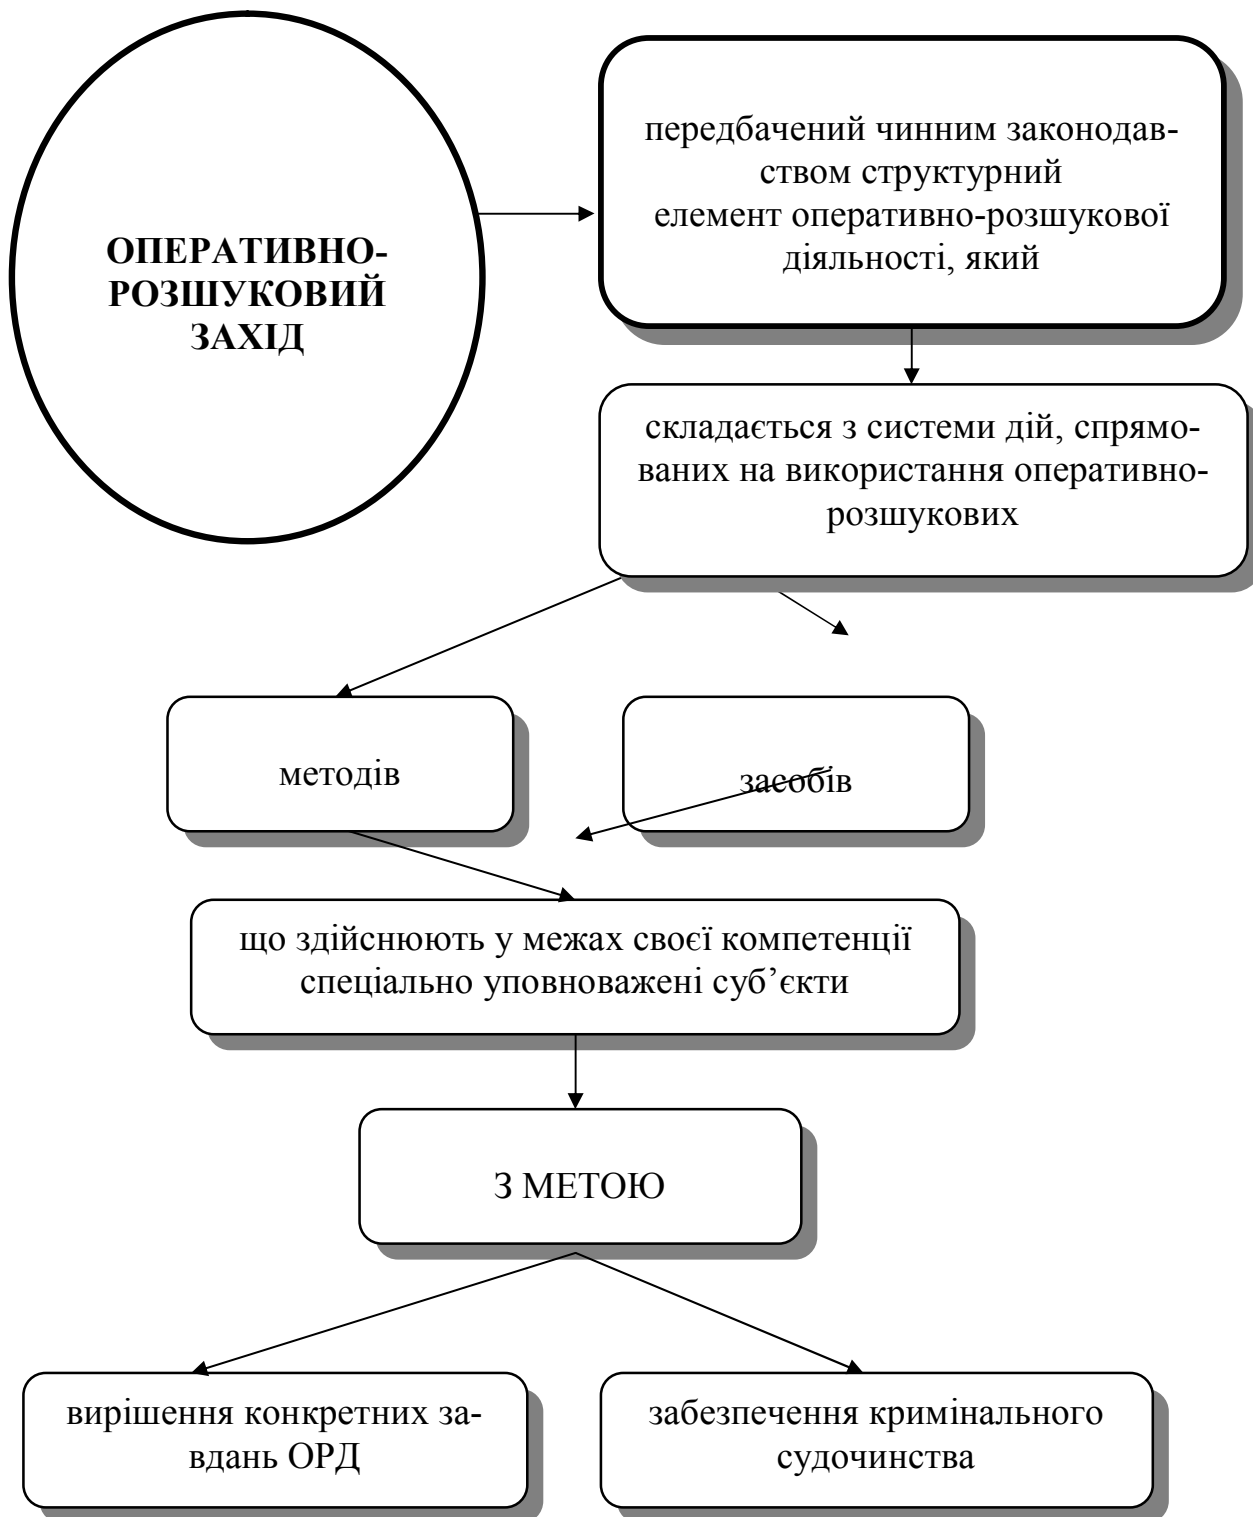 ОПЕРАТИВНО-
РОЗШУКОВИЙ
ЗАХІД
передбачений чинним законодав-
ством структурний
елемент оперативно-розшукової
діяльності, який
складається з системи дій, спрямо-
ваних на використання оперативно-
розшукових
методів
засобів
що здійснюють у межах своєї компетенції
спеціально уповноважені суб’єкти
З МЕТОЮ
вирішення конкретних за-
вдань ОРД
забезпечення кримінального
судочинства